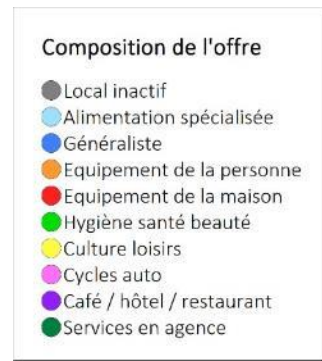 Composition de l'offre
Local inactif
Alimentation spécialisée
Généraliste
Equipement de la personne
Equipement de la maison
Hygiène santé beauté
Culture loisirs
Cycles auto
Café / hôtel / restaurant
Services en agence